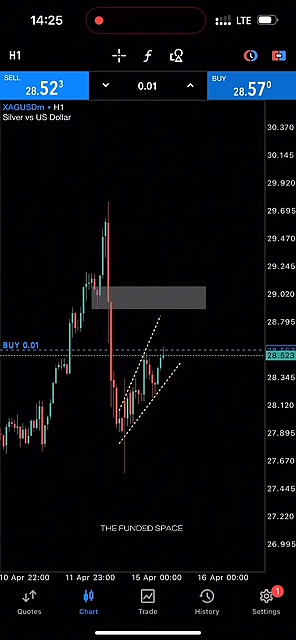 14:25
LTE
H1
SELL
28.52³
0.01
BUY
28.57⁰
XAGUSDm • H1
Silver vs US Dollar
30.370
30.145
29.920
29.695
29.470
29.245
29.020
28.795
BUY 0.01
28.523
28.345
28.120
27.895
27.670
27.445
27.220
26.995
THE FUNDED SPACE
10 Apr 22:00
11 Apr 23:00
15 Apr 00:00
16 Apr 00:00
1
Quotes
Chart
Trade
History
Settings